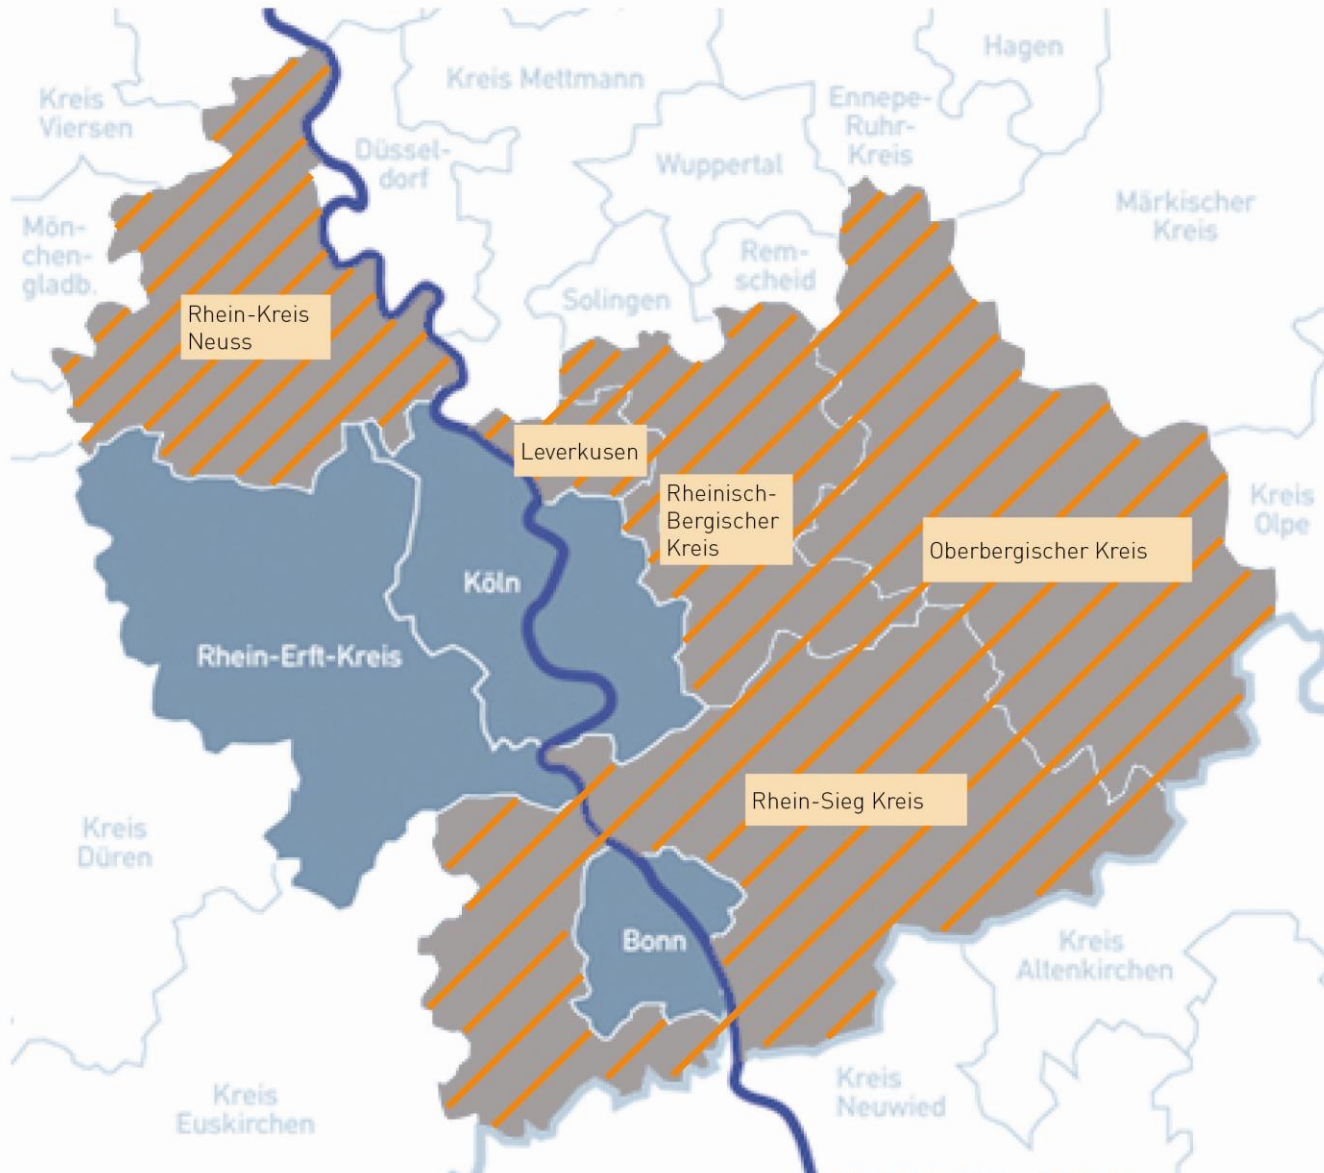 Hagen
Kreis Mettmann
Kreis
Viersen
Ennepe-
Ruhr-
Kreis
Düssel-
dorf
Wuppertal
Märkischer
Kreis
Mön-
chen-
gladb.
Rem-
scheid
Solingen
Rhein-Kreis
Neuss
Leverkusen
Rheinisch-
Bergischer
Kreis
Kreis
Olpe
Oberbergischer Kreis
Köln
Rhein-Erft-Kreis
Rhein-Sieg Kreis
Kreis
Düren
Bonn
Kreis
Altenkirchen
Kreis
Neuwied
Kreis
Euskirchen